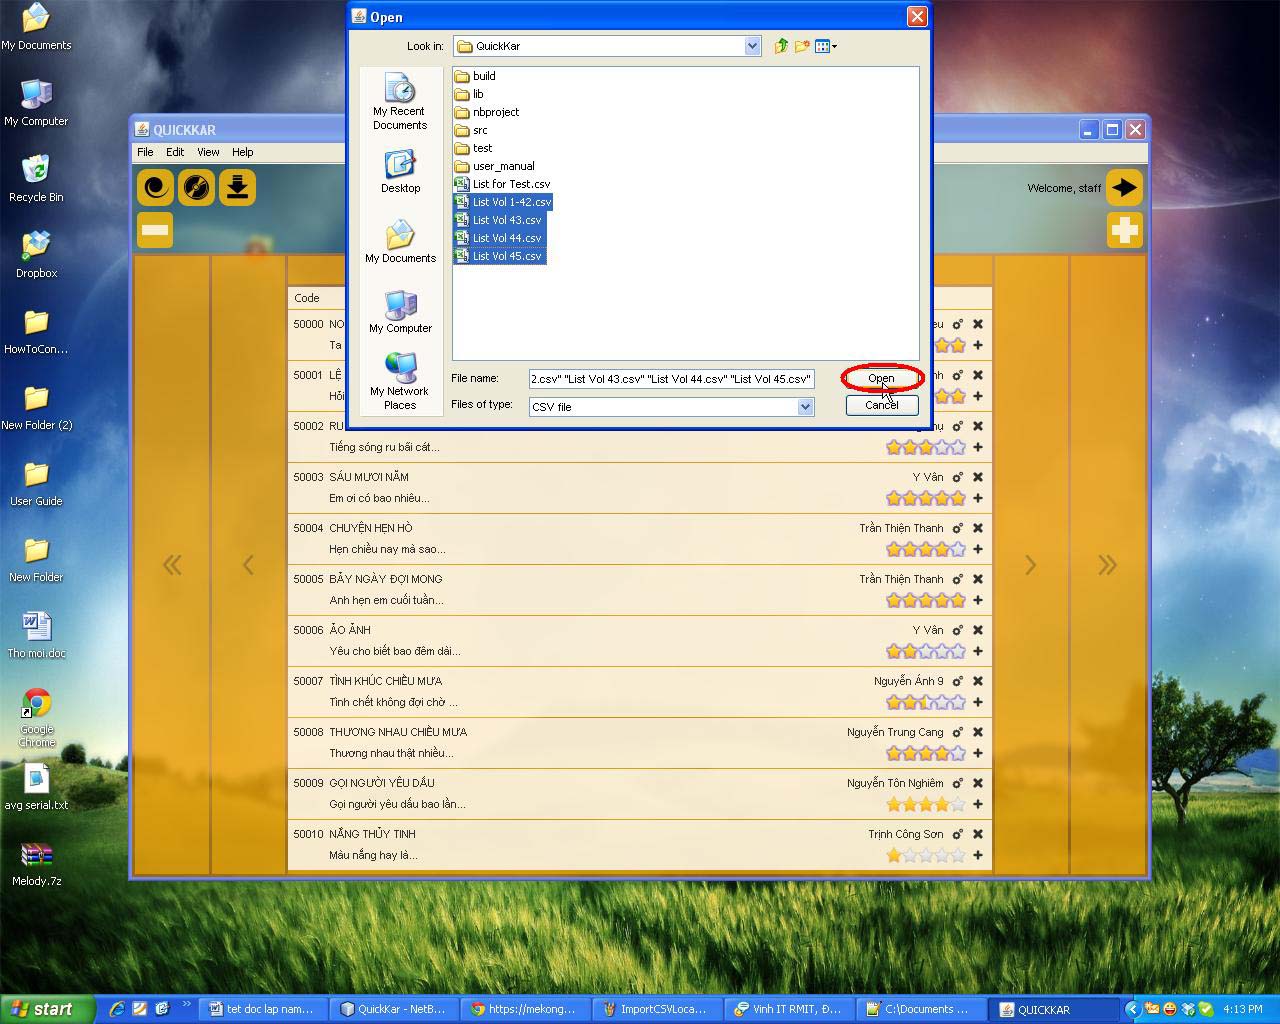 My Documents
My Computer
Recycle Bin
Dropbox
HowToCon...
New Folder (2)
User Guide
New Folder
Tho moi.doc
Google
Chrome
avg serial.txt
Melody.7z
Open
Look in: QuickKar
My Recent
Documents
Desktop
My Documents
My Computer
My Network
Places
build
lib
nbproject
src
test
user_manual
List for Test.csv
List Vol 1-42.csv
List Vol 43.csv
List Vol 44.csv
List Vol 45.csv
File name: 2.csv" "List Vol 43.csv" "List Vol 44.csv" "List Vol 45.csv" Open
Files of type: CSV file Cancel
QUICKKAR
File Edit View Help
Welcome, staff
Code
50000 NO
Ta
50001 LỆ
Hỏi
50002 RU
Tiếng sóng ru bãi cát...
50003 SÁU MƯƠI NĂM Y Vân
Em ơi có bao nhiêu...
50004 CHUYỆN HẸN HÒ Trần Thiện Thanh
Hẹn chiều nay mà sao...
50005 BẢY NGÀY ĐỢI MONG Trần Thiện Thanh
Anh hẹn em cuối tuần...
50006 ẢO ẢNH Y Vân
Yêu cho biết bao đêm dài...
50007 TÌNH KHÚC CHIỀU MƯA Nguyễn Ánh 9
Tình chết không đợi chờ ...
50008 THƯƠNG NHAU CHIỀU MƯA Nguyễn Trung Cang
Thương nhau thật nhiều...
50009 GỌI NGƯỜI YÊU DẤU Nguyễn Tôn Nghiêm
Gọi người yêu dấu bao lần...
50010 NẮNG THỦY TINH Trịnh Công Sơn
Màu nắng hay là...
start
tet doc lap nam...
QuickKar - NetB...
https://mekong...
ImportCSVLoca...
Vinh IT RMIT, Đ...
C:\Documents ...
QUICKKAR
4:13 PM